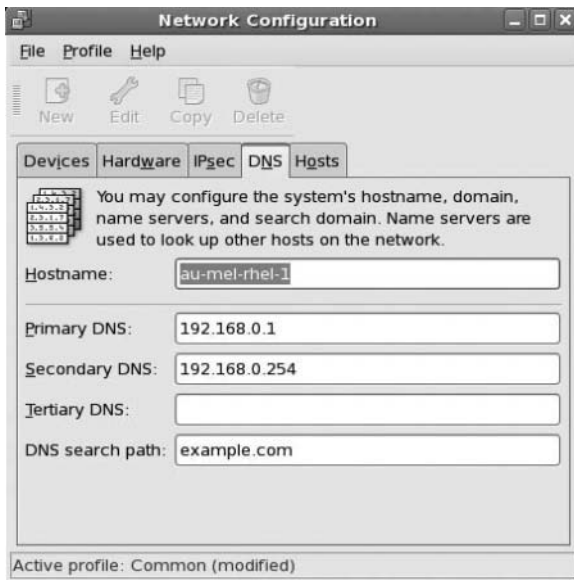 Network Configuration
File Profile Help
New Edit Copy Delete
Devices Hardware IPsec DNS Hosts
You may configure the system's hostname, domain,
name servers, and search domain. Name servers are
used to look up other hosts on the network.
Hostname: au-mel-rhel-1
Primary DNS: 192.168.0.1
Secondary DNS: 192.168.0.254
Tertiary DNS:
DNS search path: example.com
Active profile: Common (modified)